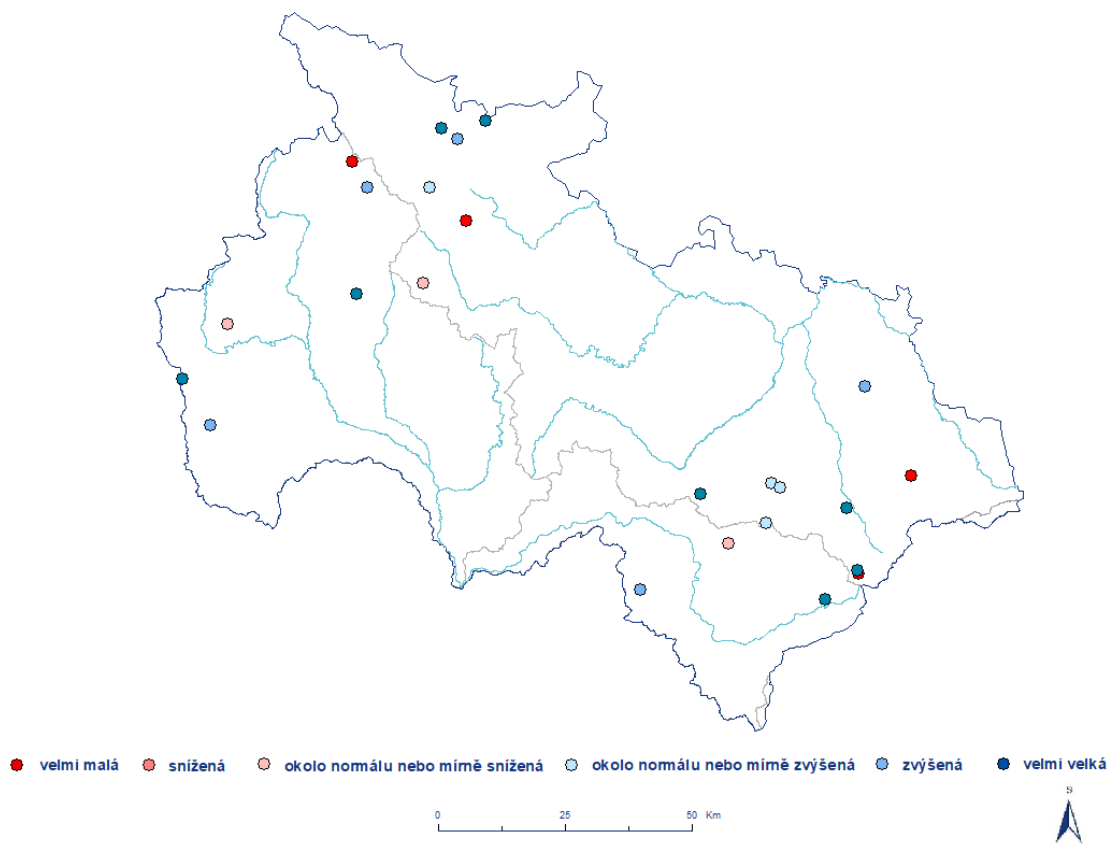 velmi malá snížená okolo normálu nebo mírně snížená okolo normálu nebo mírně zvýšená zvýšená velmi velká
S
0 25 50 Km